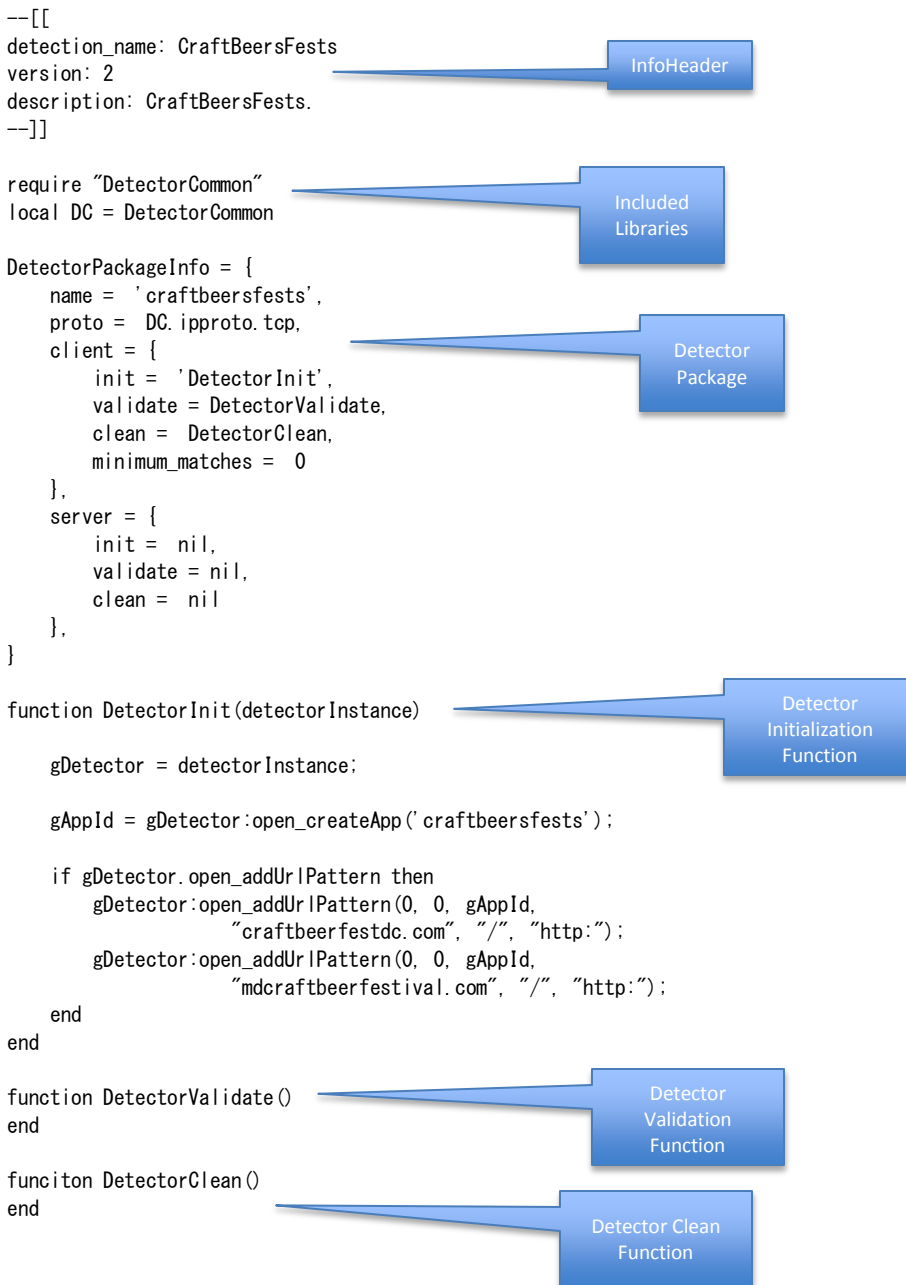 --[[
detection_name: CraftBeersFests
version: 2
description: CraftBeersFests.
--]]
InfoHeader
require "DetectorCommon"
local DC = DetectorCommon
Included
Libraries
DetectorPackageInfo = {
    name =  'craftbeersfests',
    proto =  DC.ipproto.tcp,
    client = {
        init =  'DetectorInit',
        validate = DetectorValidate,
        clean =  DetectorClean,
        minimum_matches =  0
    },
    server = {
        init =  nil,
        validate = nil,
        clean =  nil
    },
}
Detector
Package
function DetectorInit(detectorInstance)
Detector
Initialization
Function
    gDetector = detectorInstance;
    gAppId = gDetector:open_createApp('craftbeersfests');
    if gDetector.open_addUrlPattern then
        gDetector:open_addUrlPattern(0, 0, gAppId,
                    "craftbeerfestdc.com", "/", "http:");
        gDetector:open_addUrlPattern(0, 0, gAppId,
                    "mdcraftbeerfestival.com", "/", "http:");
    end
end
function DetectorValidate()
end
Detector
Validation
Function
funciton DetectorClean()
end
Detector Clean
Function